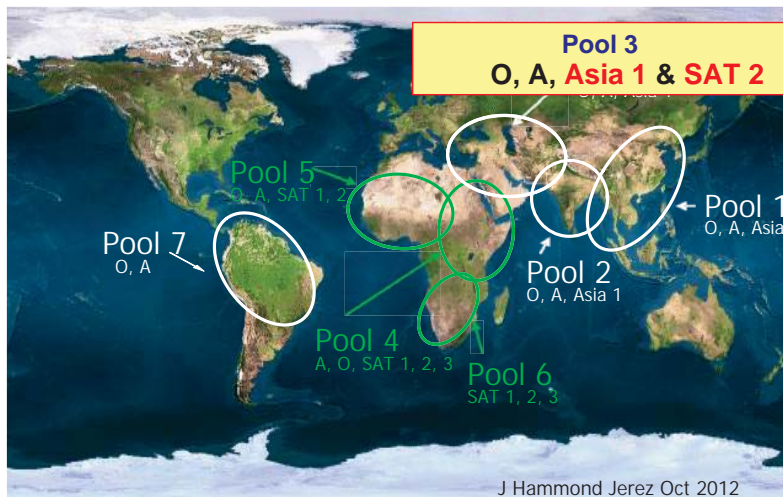 Pool 3
O, A, Asia 1 & SAT 2
Pool 5
O, A, SAT 1, 2
Pool 7
O, A
Pool 1
O, A, Asia
Pool 2
O, A, Asia 1
Pool 4
A, O, SAT 1, 2, 3
Pool 6
SAT 1, 2, 3
J Hammond Jerez Oct 2012